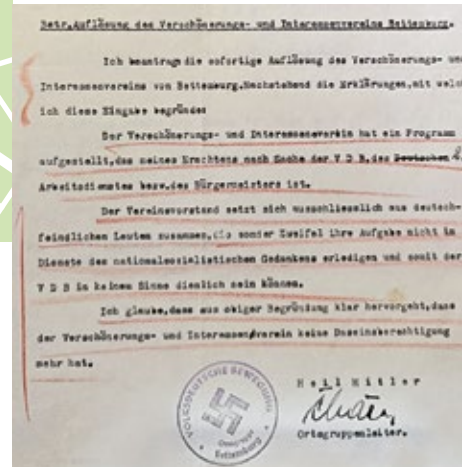 Betr.Auflösung des Verschönerungs- und Interessenvereins Bettemburg.
Ich beantrage die sofortige Auflösung des Verschönerungs- und
Interessenvereins von Bettemburg.Nachstehend die Erklärungen,mit welch
ich diese Eingabe begründe:
Der Verschönerungs- und Interessenverein hat ein Programm
aufgestellt,das meines Erachtens nach Sache der V D B,des Deutschen
Arbeitsdienstes bezw.des Bürgermeisters ist.
Der Vereinsvorstand setzt sich ausschliesslich aus deutsch-
feindlichen Leuten zusammen,die sonder Zweifel ihre Aufgabe nicht im
Dienste des nationalsozialistischen Gedankens erledigen und somit der
V D B in keinem Sinne dienlich sein können.
Ich glaube,dass aus obiger Begründung klar hervorgeht,dass
der Verschönerungs- und Interessenverein keine Daseinsberechtigung
mehr hat.
Heil Hitler
Ortsgruppenleiter.
VOLKSDEUTSCHE BEWEGUNG
Ortsgruppe
Bettemburg